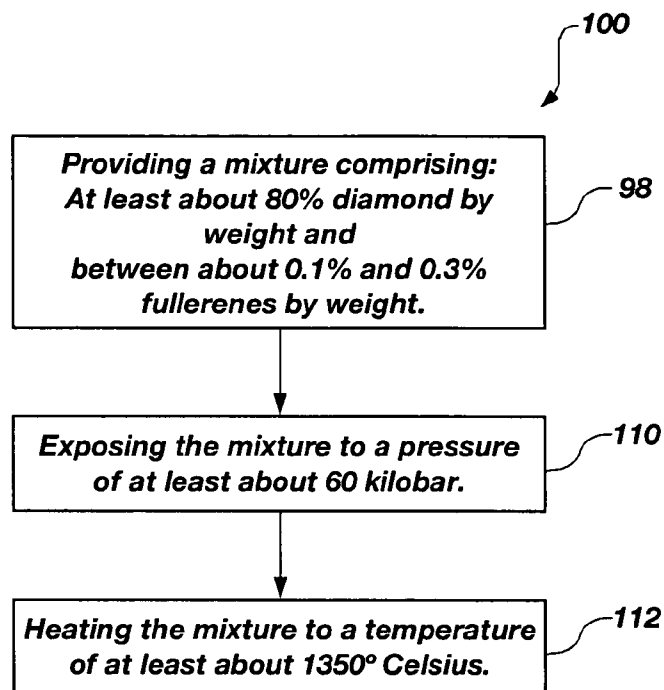 100
Providing a mixture comprising:
At least about 80% diamond by
weight and
between about 0.1% and 0.3%
fullerenes by weight.
98
Exposing the mixture to a pressure
of at least about 60 kilobar.
110
Heating the mixture to a temperature
of at least about 1350º Celsius.
112